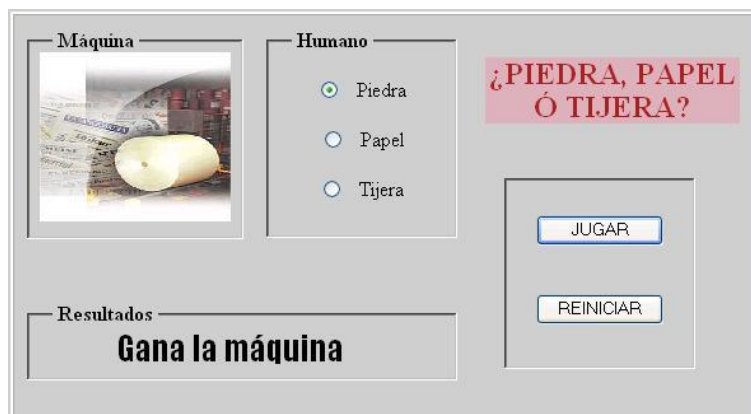 Máquina
Humano
Piedra
Papel
Tijera
¿PIEDRA, PAPEL
Ó TIJERA?
JUGAR
REINICIAR
Resultados
Gana la máquina